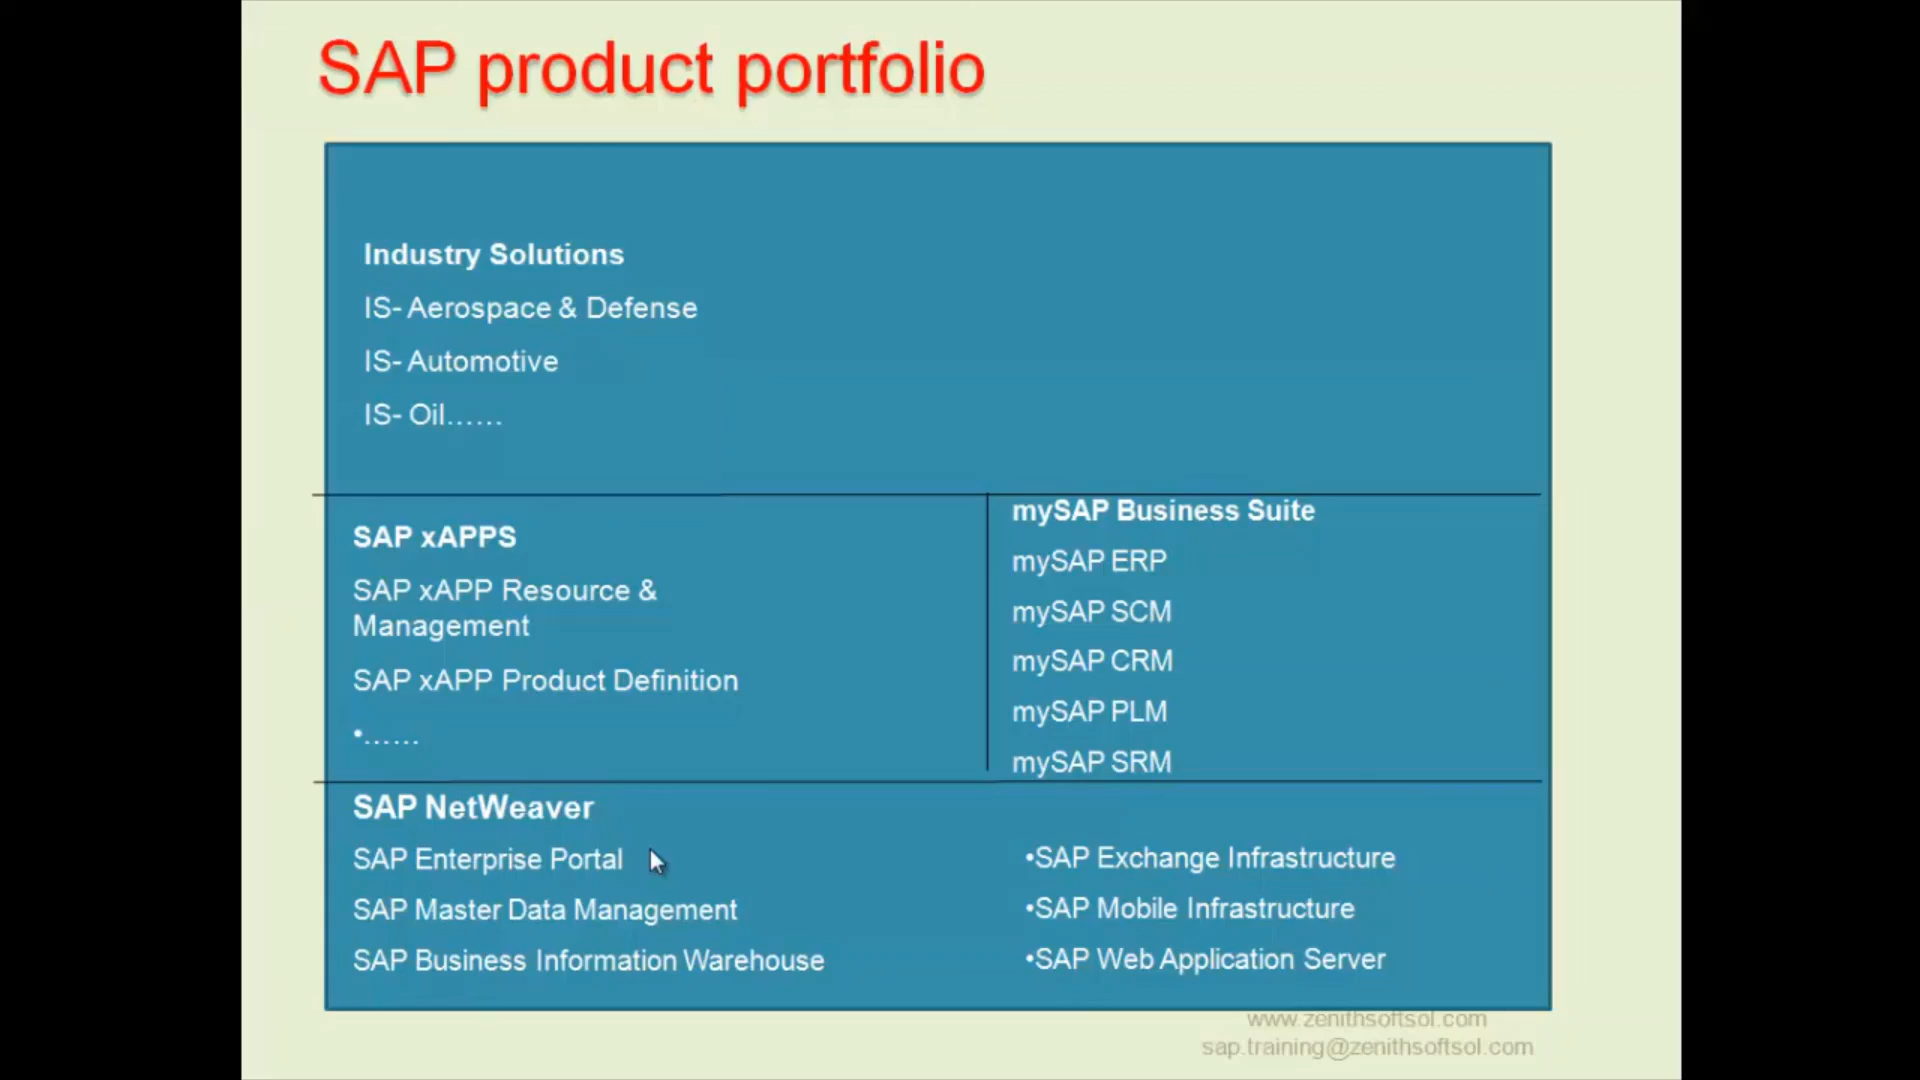 SAP product portfolio
Industry Solutions
IS- Aerospace & Defense
IS- Automotive
IS- Oil......
SAP xAPPS
SAP xAPP Resource &
Management
SAP xAPP Product Definition
•......
mySAP Business Suite
mySAP ERP
mySAP SCM
mySAP CRM
mySAP PLM
mySAP SRM
SAP NetWeaver
SAP Enterprise Portal
SAP Master Data Management
SAP Business Information Warehouse
•SAP Exchange Infrastructure
•SAP Mobile Infrastructure
•SAP Web Application Server
www.zenithsoftsol.com
sap.training@zenithsoftsol.com